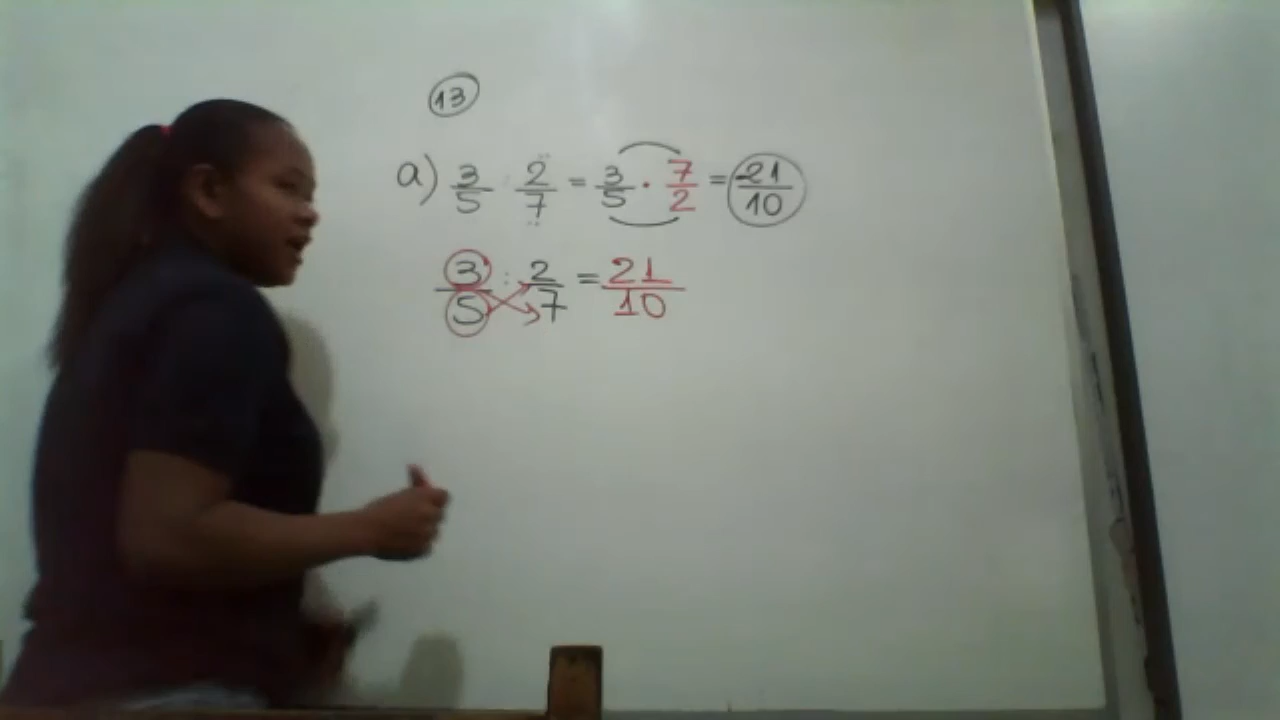 13
a) 3/5 : 2/7 = 3/5 · 7/2 = 21/10
3/5 : 2/7 = 21/10